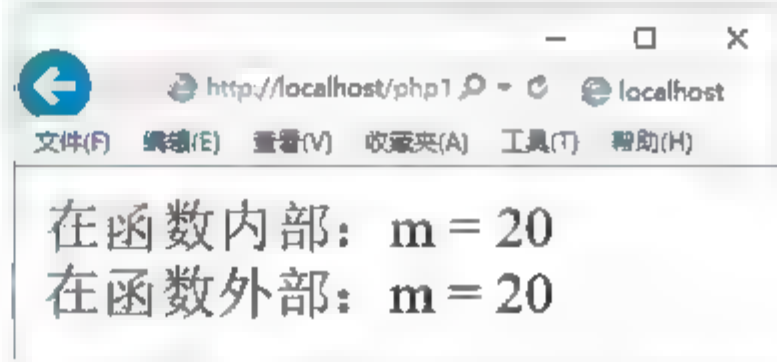 http://localhost/php1
localhost
文件(F) 编辑(E) 查看(V) 收藏夹(A) 工具(T) 帮助(H)
在函数内部：m = 20
在函数外部：m = 20